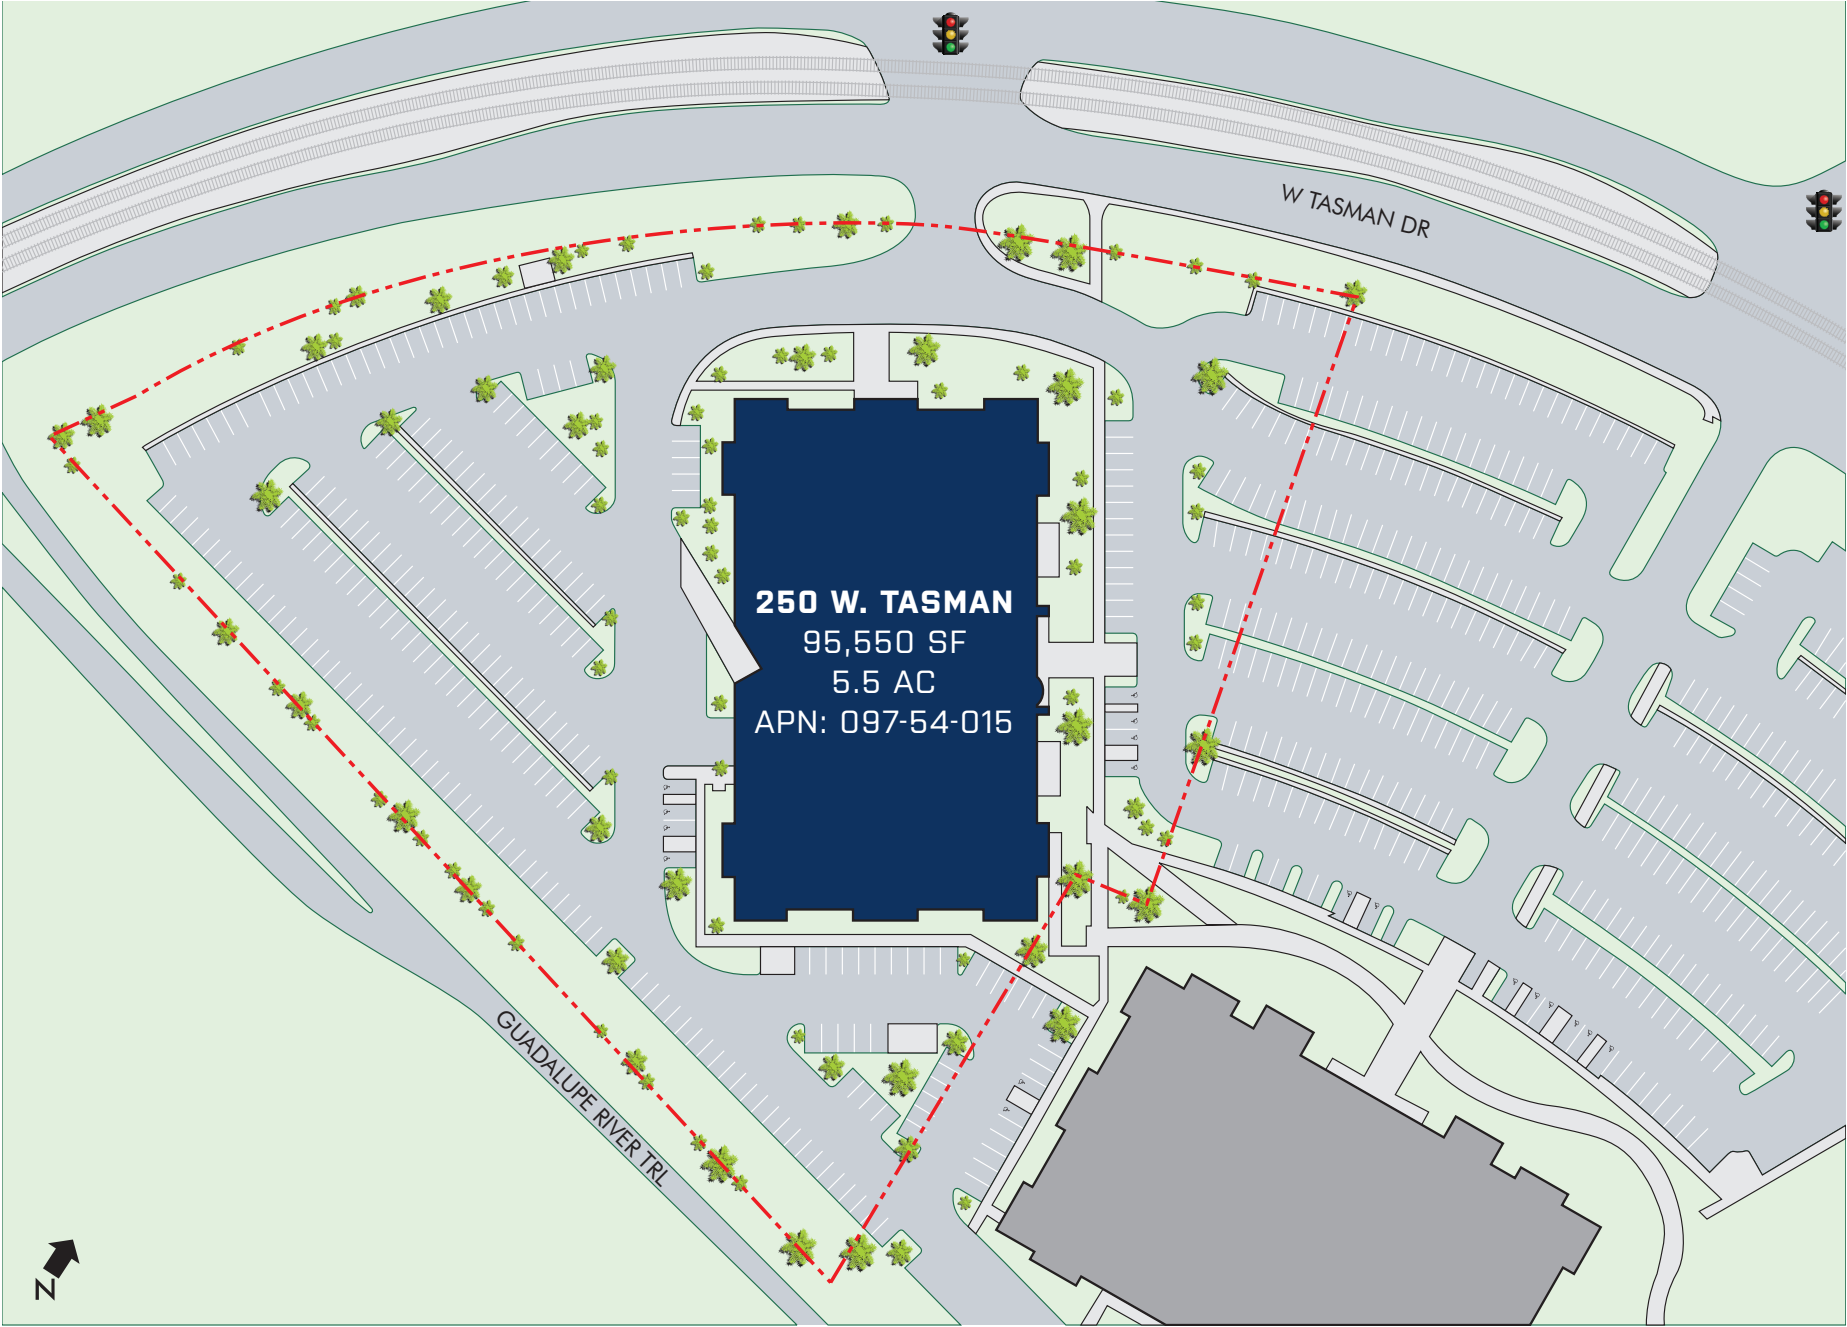 W TASMAN DR
250 W. TASMAN
95,550 SF
5.5 AC
APN: 097-54-015
GUADALUPE RIVER TRL
N